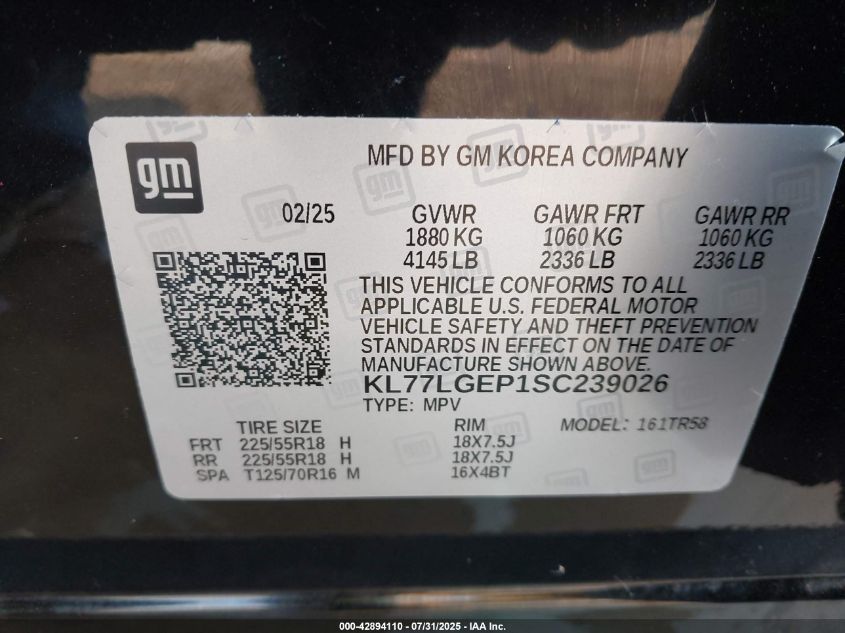 gm
MFD BY GM KOREA COMPANY
02/25 GVWR GAWR FRT GAWR RR
1880 KG 1060 KG 1060 KG
4145 LB 2336 LB 2336 LB
THIS VEHICLE CONFORMS TO ALL
APPLICABLE U.S. FEDERAL MOTOR
VEHICLE SAFETY AND THEFT PREVENTION
STANDARDS IN EFFECT ON THE DATE OF
MANUFACTURE SHOWN ABOVE.
KL77LGEP1SC239026
TYPE: MPV
TIRE SIZE RIM MODEL: 161TR58
FRT 225/55R18 H 18X7.5J
RR 225/55R18 H 18X7.5J
SPA T125/70R16 M 16X4BT
000-42894110 - 07/31/2025 - IAA Inc.